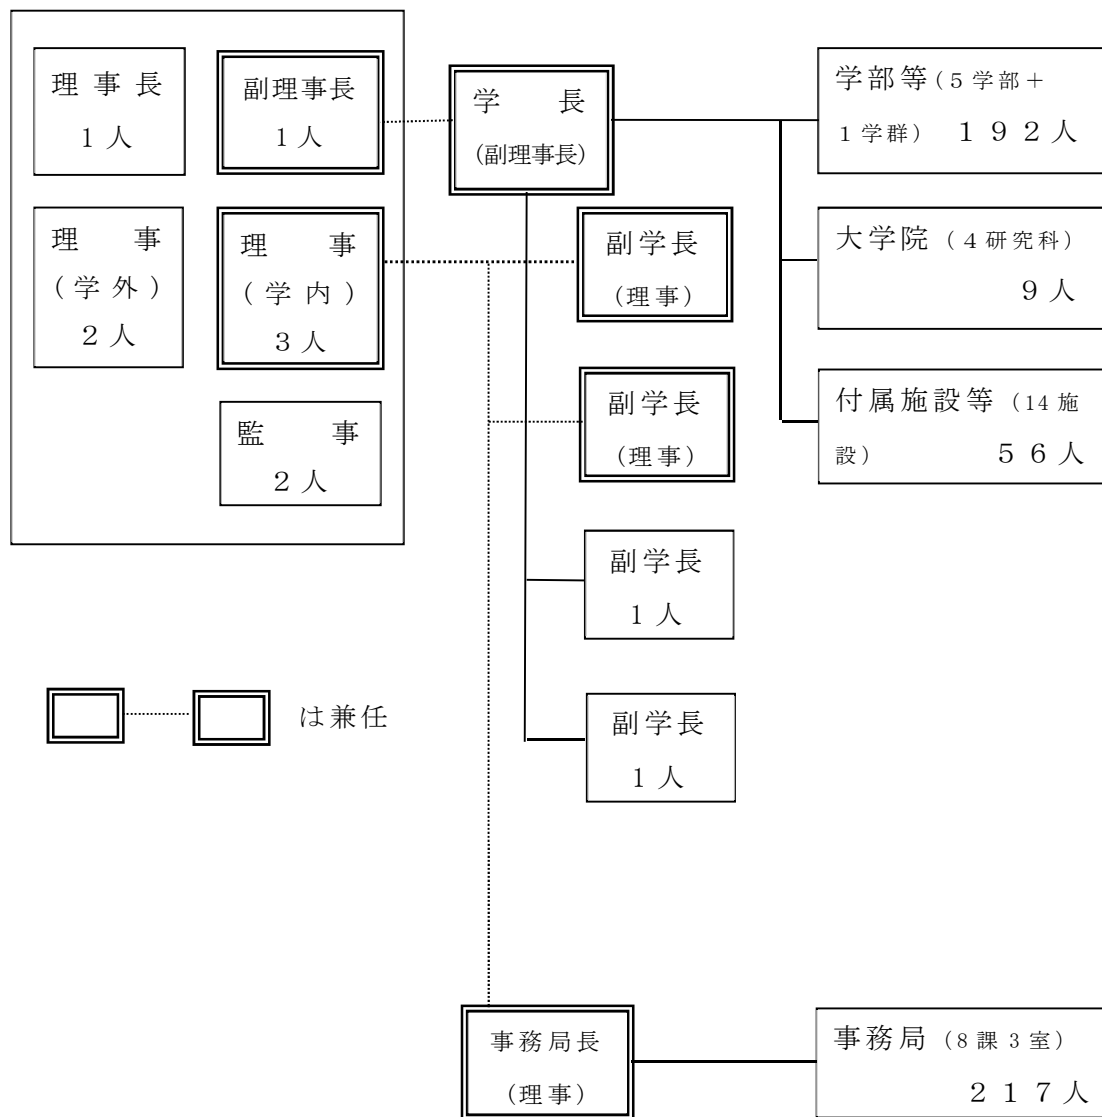 理事長
1人
副理事長
1人
学　長
(副理事長)
学部等(5学部＋
1学群)　１９２人
理　事
(学外)
2人
理　事
(学内)
3人
副学長
(理事)
大学院（4研究科）
９人
監　事
2人
副学長
(理事)
付属施設等（14施
設）　５６人
副学長
1人
副学長
1人
は兼任
事務局長
(理事)
事務局（8課3室）
２１７人